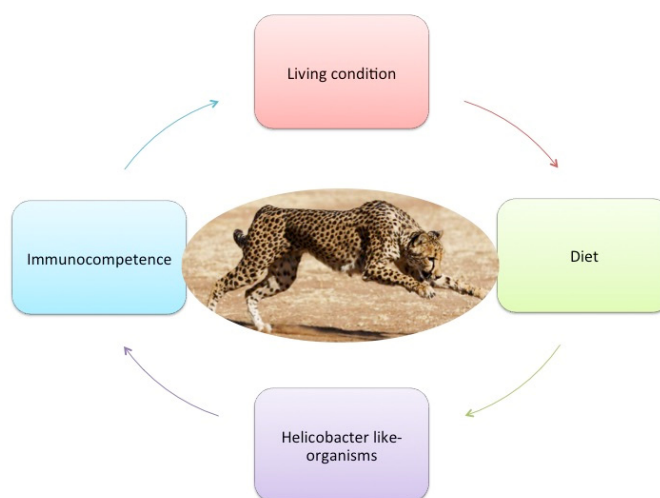 Living condition
Immunocompetence
Diet
Helicobacter like-
organisms